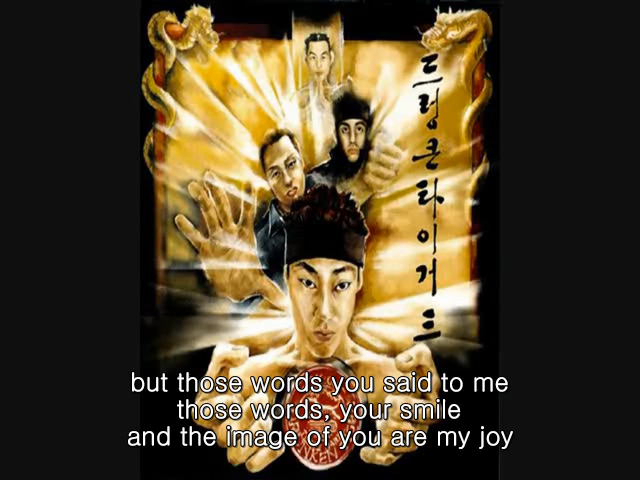 드렁큰타이거드
but those words you said to me
those words, your smile
and the image of you are my joy